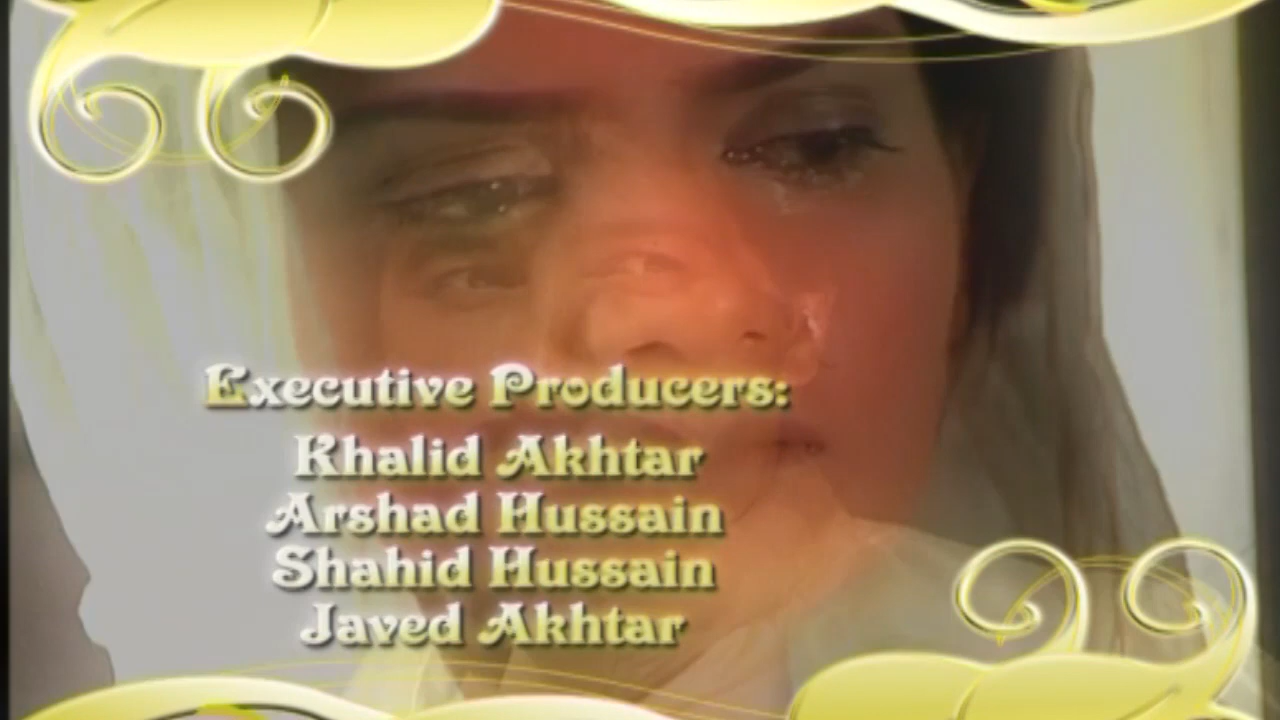 Executive Producers:
Khalid Akhtar
Arshad Hussain
Shahid Hussain
Javed Akhtar